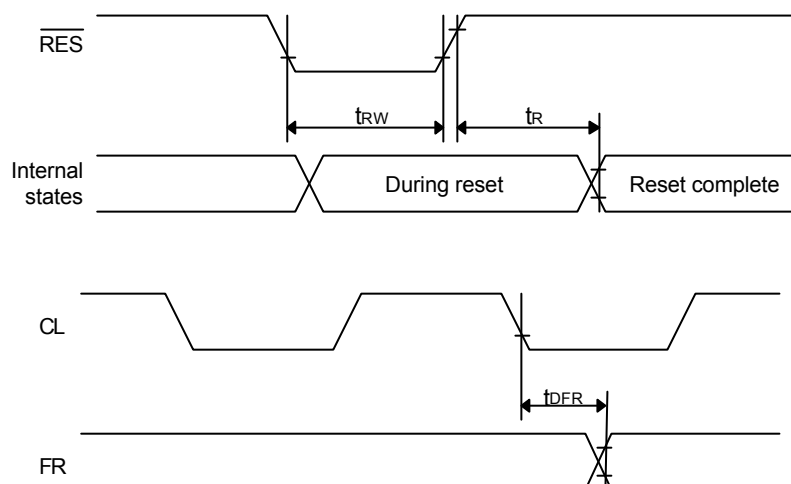 RES
tRW
tR
Internal
states
During reset
Reset complete
CL
tDFR
FR